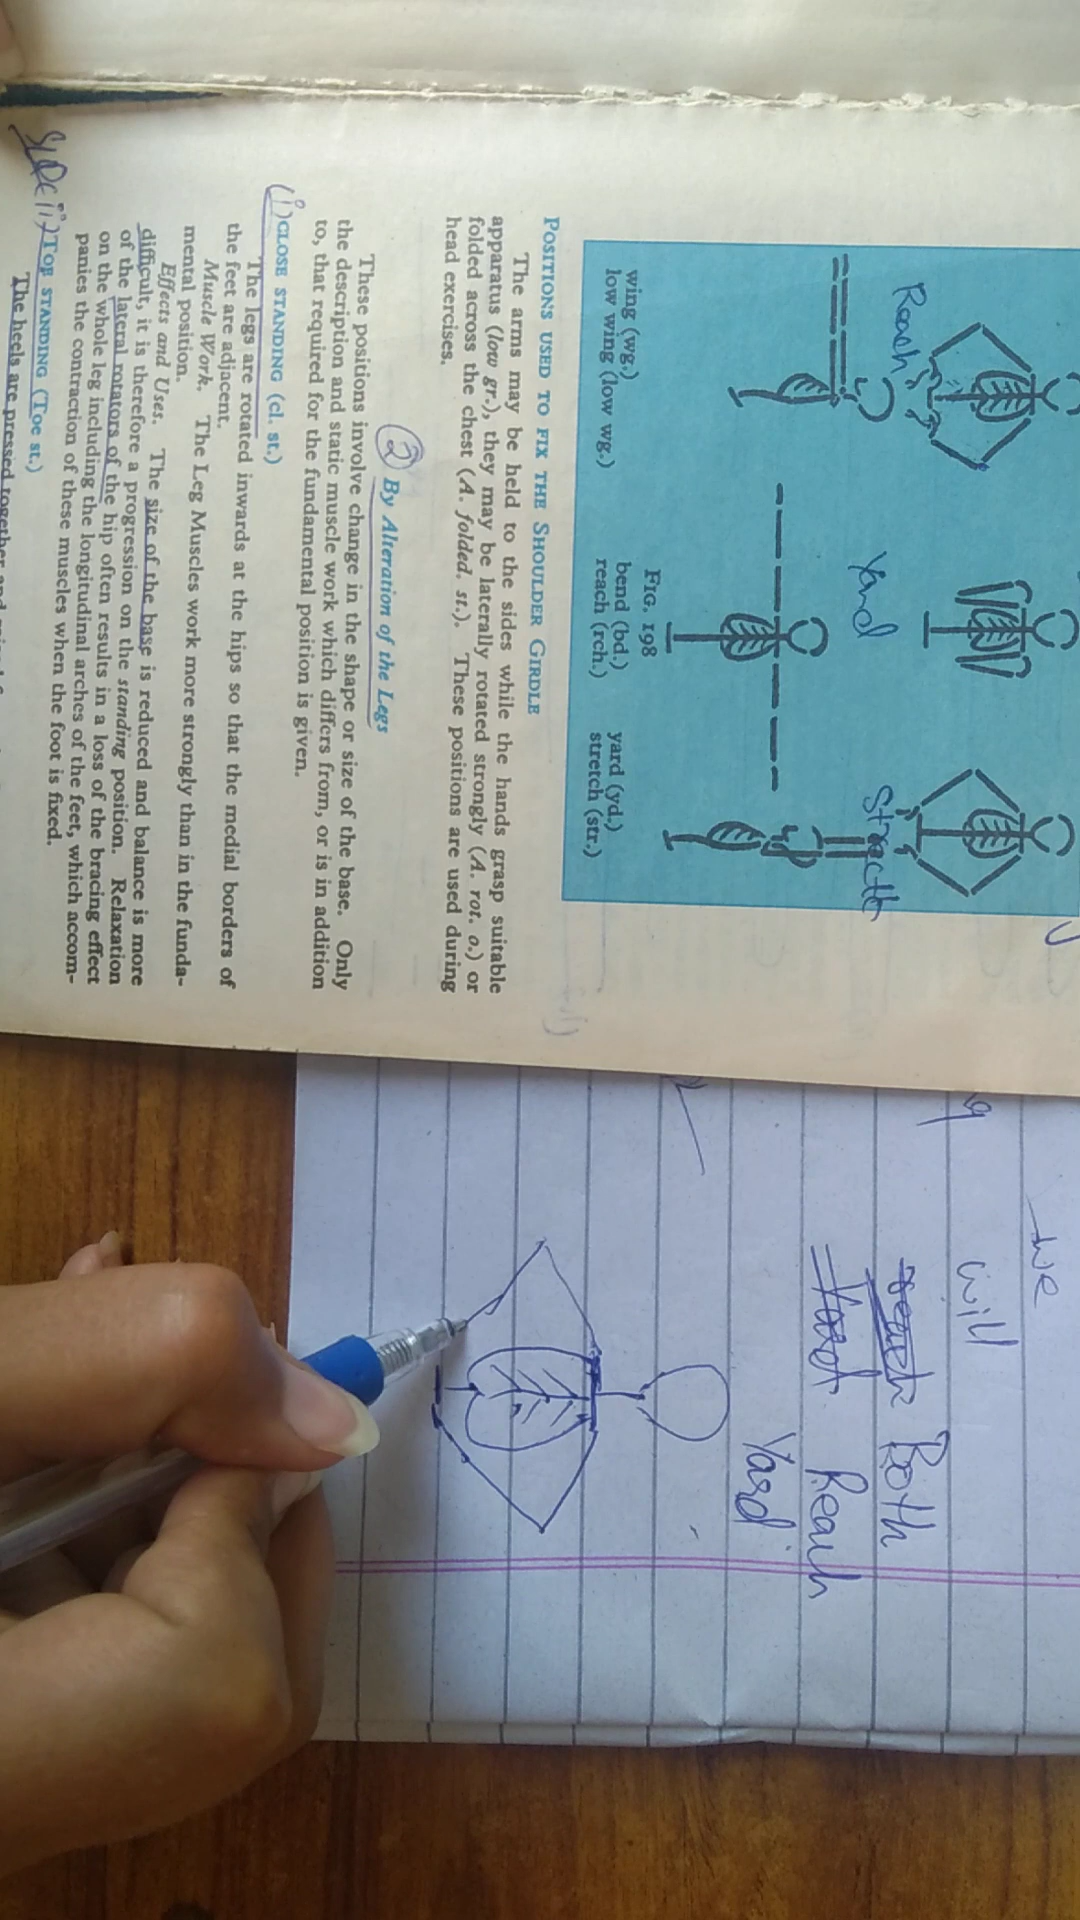 Reach
Yard
Stretch
FIG. 198
wing (wg.) bend (bd.) yard (yd.)
low wing (low wg.) reach (rch.) stretch (str.)
POSITIONS USED TO FIX THE SHOULDER GIRDLE
The arms may be held to the sides while the hands grasp suitable
apparatus (low gr.), they may be laterally rotated strongly (A. rot. o.) or
folded across the chest (A. folded. st.). These positions are used during
head exercises.
(2) By Alteration of the Legs
These positions involve change in the shape or size of the base. Only
the description and static muscle work which differs from, or is in addition
to, that required for the fundamental position is given.
(i) CLOSE STANDING (cl. st.)
The legs are rotated inwards at the hips so that the medial borders of
the feet are adjacent.
Muscle Work. The Leg Muscles work more strongly than in the funda-
mental position.
Effects and Uses. The size of the base is reduced and balance is more
difficult, it is therefore a progression on the standing position. Relaxation
of the lateral rotators of the hip often results in a loss of the bracing effect
on the whole leg including the longitudinal arches of the feet, which accom-
panies the contraction of these muscles when the foot is fixed.
ii) TOE STANDING (Toe st.)
The heels are pressed together and
we
will
Both
Reach
Yard